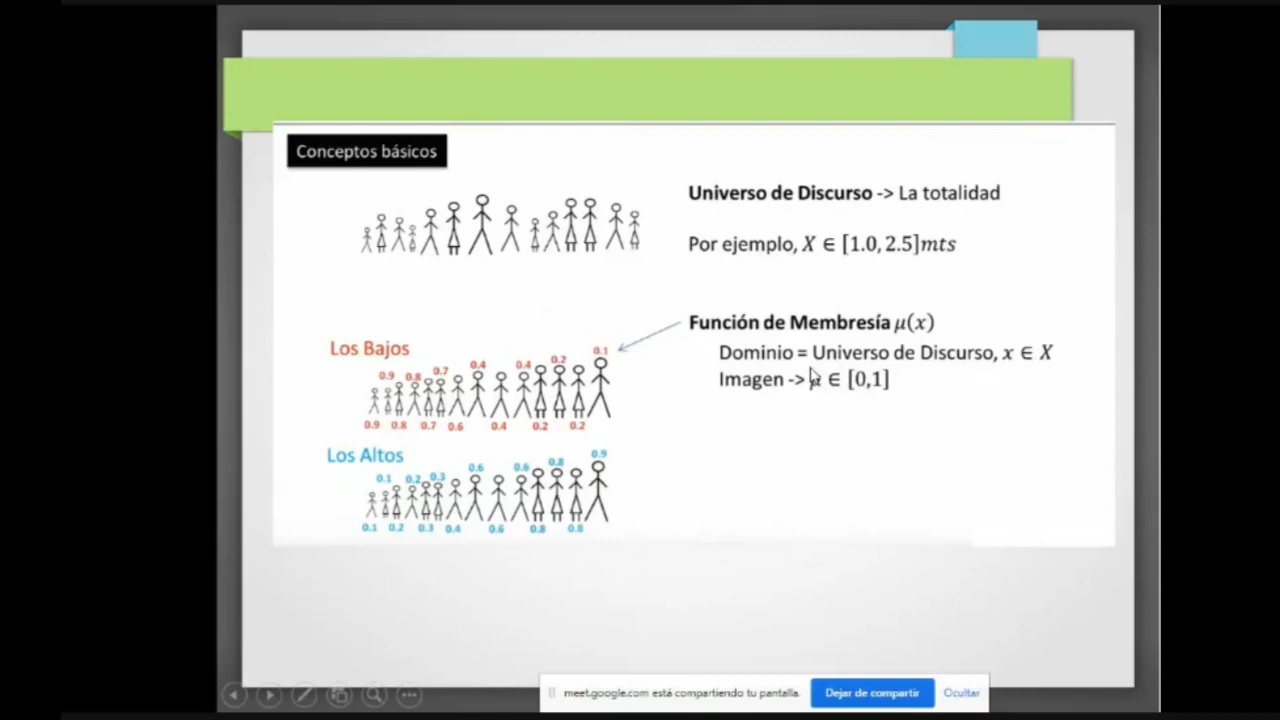 Conceptos básicos
Universo de Discurso -> La totalidad
Por ejemplo, X ∈ [1.0, 2.5]mts
Función de Membresía μ(x)
Dominio = Universo de Discurso, x ∈ X
Imagen -> μ ∈ [0,1]
Los Bajos
0.9 0.8 0.7 0.4 0.4 0.2 0.1
0.9 0.8 0.7 0.6 0.4 0.2 0.2
Los Altos
0.1 0.2 0.3 0.6 0.6 0.8 0.9
0.1 0.2 0.3 0.4 0.6 0.8 0.8
meet.google.com está compartiendo tu pantalla. Dejar de compartir Ocultar